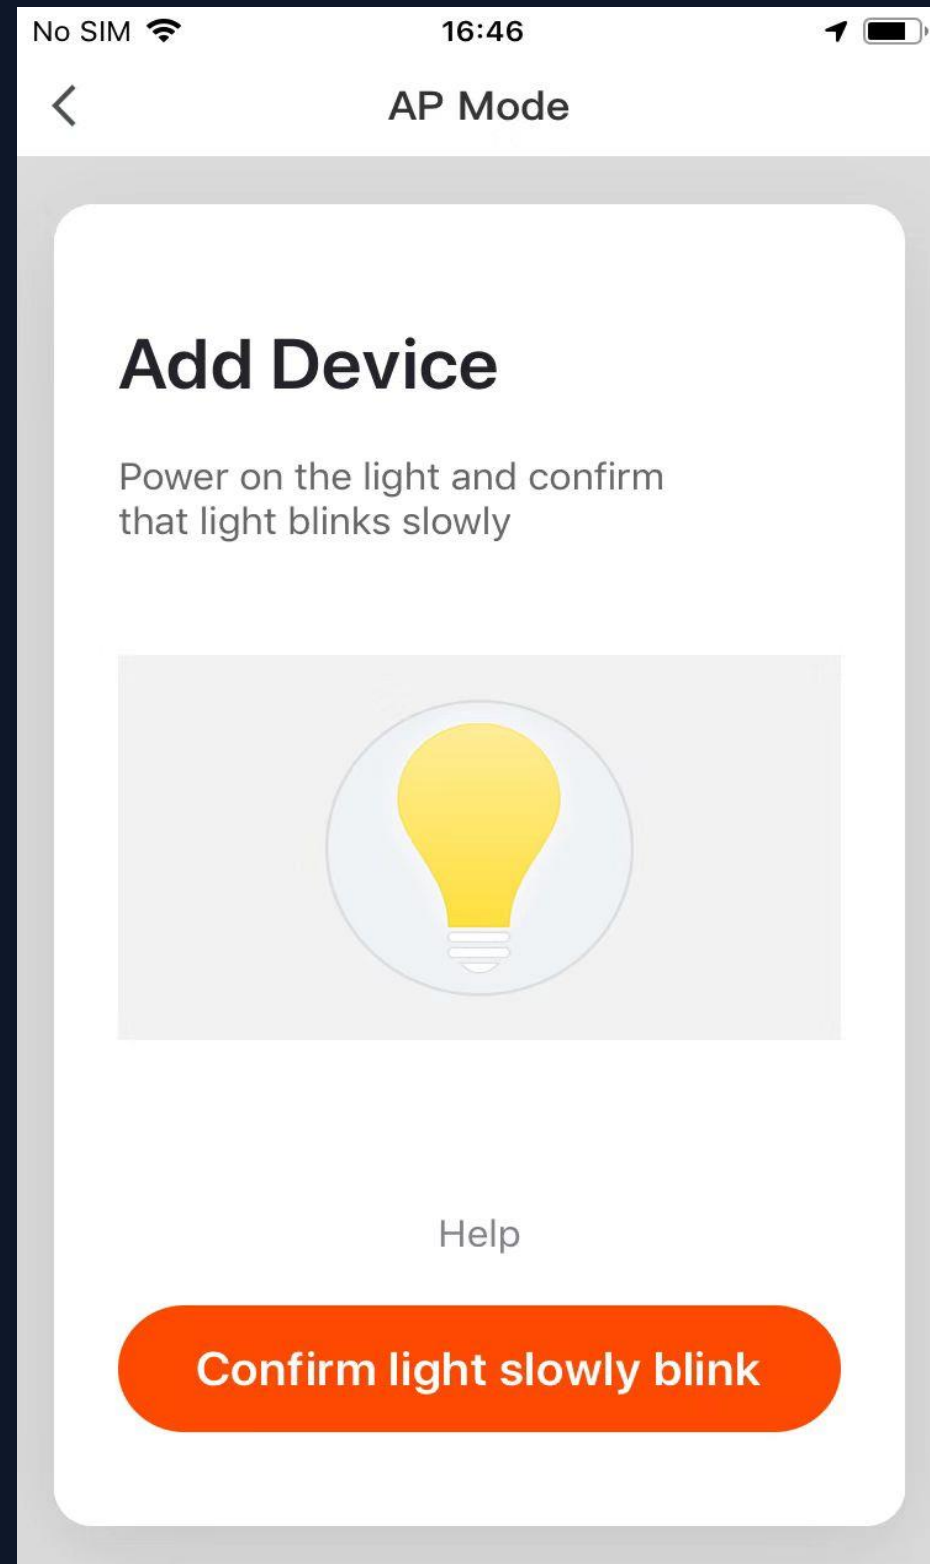 No SIM 16:46
AP Mode
Add Device
Power on the light and confirm
that light blinks slowly
Help
Confirm light slowly blink